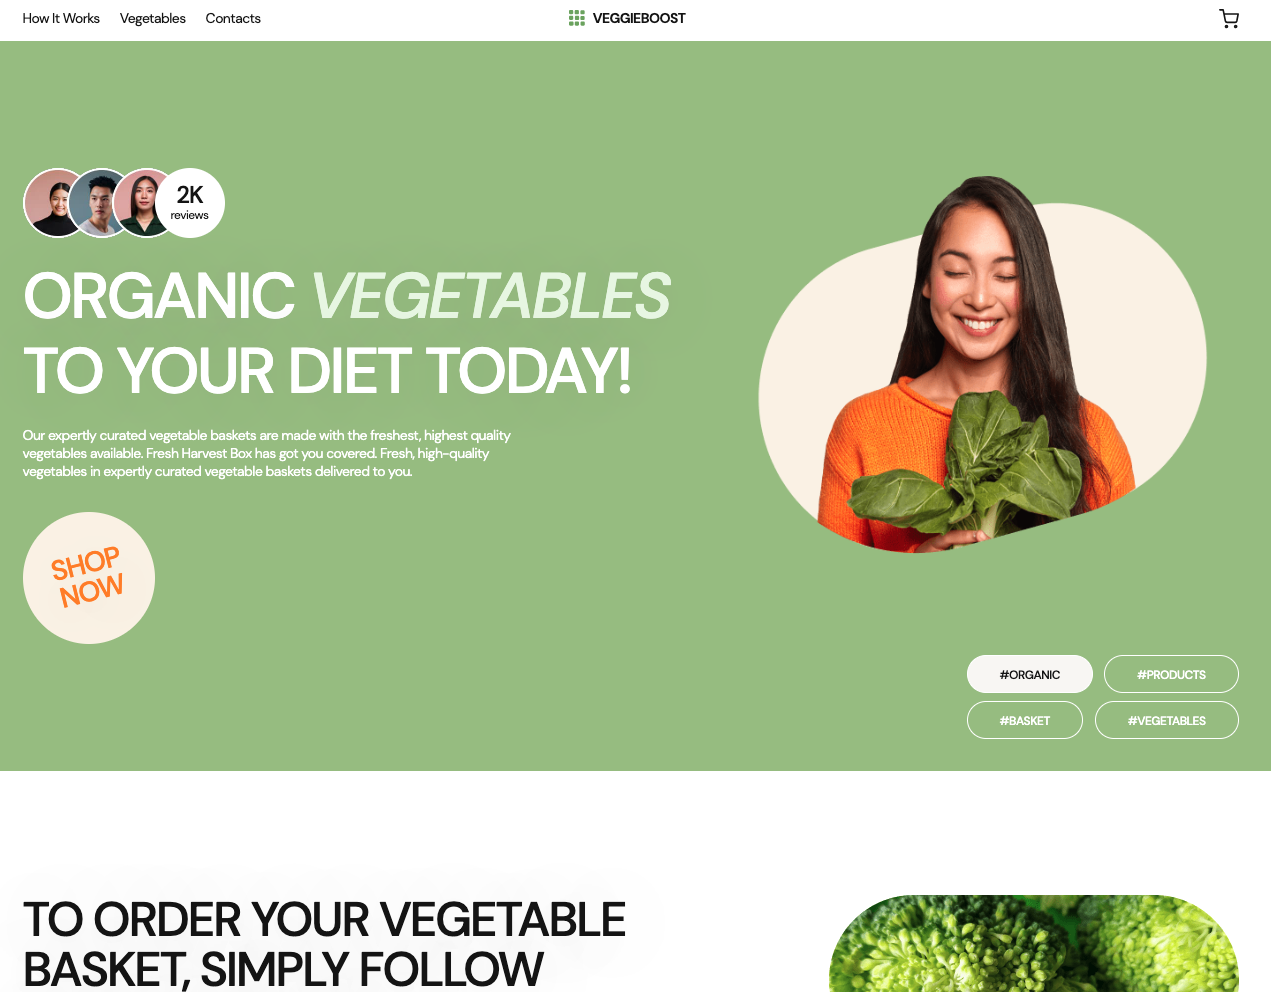 How It Works
Vegetables
Contacts
VEGGIEBOOST
2K
reviews
ORGANIC VEGETABLES
TO YOUR DIET TODAY!
Our expertly curated vegetable baskets are made with the freshest, highest quality
vegetables available. Fresh Harvest Box has got you covered. Fresh, high-quality
vegetables in expertly curated vegetable baskets delivered to you.
SHOP
NOW
#ORGANIC
#PRODUCTS
#BASKET
#VEGETABLES
TO ORDER YOUR VEGETABLE
BASKET, SIMPLY FOLLOW